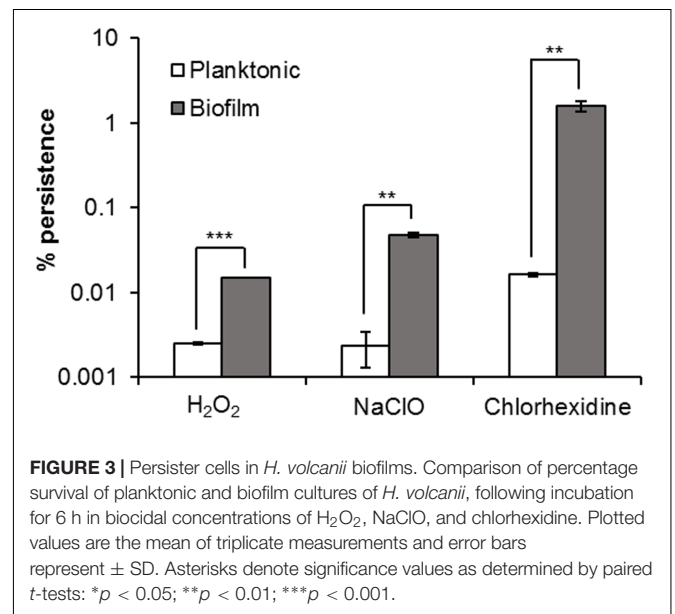 10
1
0.1
0.01
0.001
% persistence
Planktonic
Biofilm
***
**
**
H₂O₂
NaClO
Chlorhexidine
FIGURE 3 | Persister cells in H. volcanii biofilms. Comparison of percentage
survival of planktonic and biofilm cultures of H. volcanii, following incubation
for 6 h in biocidal concentrations of H₂O₂, NaClO, and chlorhexidine. Plotted
values are the mean of triplicate measurements and error bars
represent ± SD. Asterisks denote significance values as determined by paired
t-tests: *p < 0.05; **p < 0.01; ***p < 0.001.